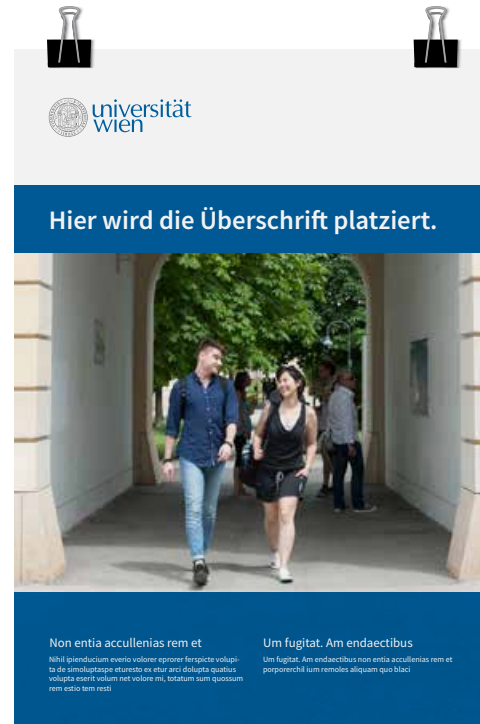 universität
wien
Hier wird die Überschrift platziert.
Non entia accullenias rem et
Nihil ipienducium everio volorer eprorer ferspicte volupi-
ta de simoluptaspe eturesto ex etur arci dolupta quatius
volupta eserit volum net volore mi, totatum sum quossum
rem estio tem resti
Um fugitat. Am endaectibus
Um fugitat. Am endaectibus non entia accullenias rem et
porporerchil ium remoles aliquam quo blaci